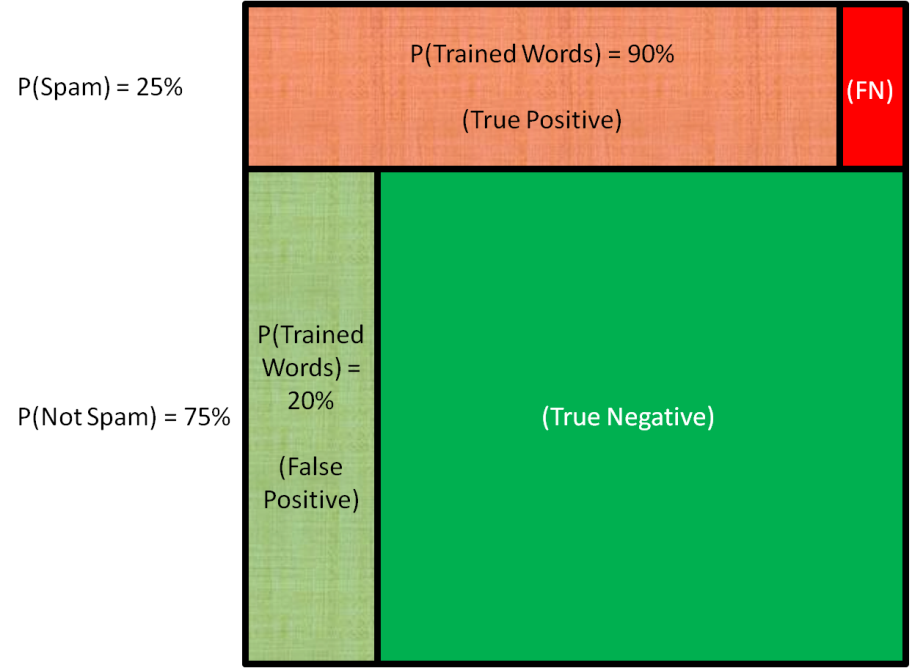 P(Spam) = 25%
P(Trained Words) = 90%
(True Positive)
(FN)
P(Not Spam) = 75%
P(Trained
Words) =
20%
(False
Positive)
(True Negative)